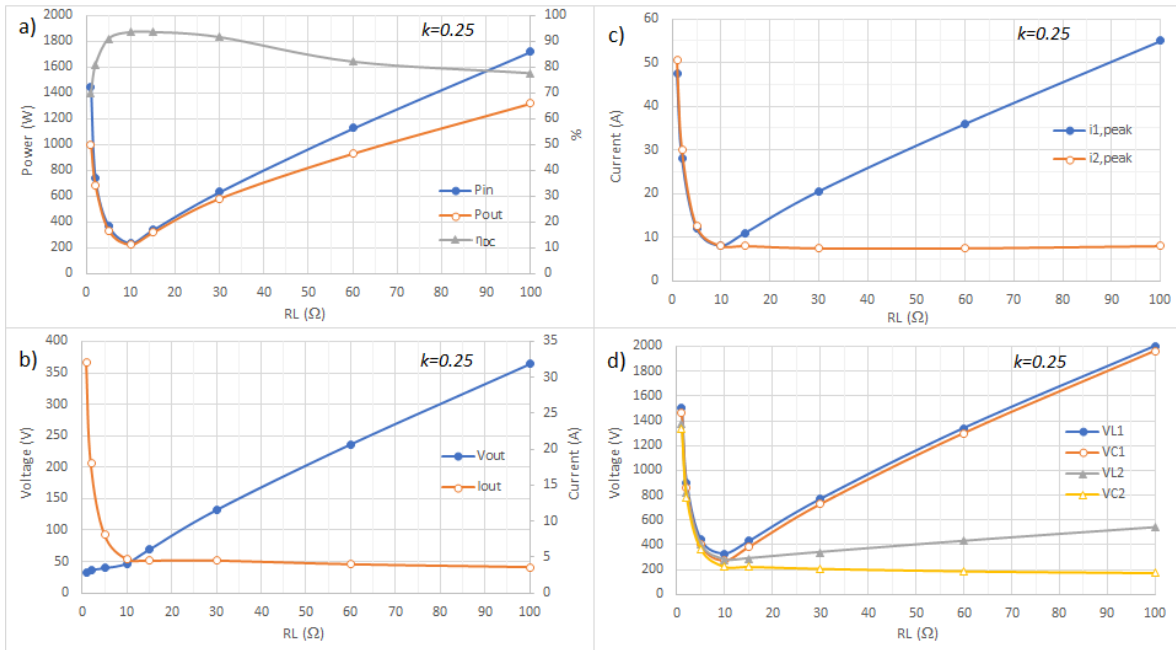 a)
k=0.25
2000
1800
1600
1400
1200
1000
800
600
400
200
0
Power (W)
100
90
80
70
60
50
40
30
20
10
0
%
Pin
Pout
ηDC
0 10 20 30 40 50 60 70 80 90 100
RL (Ω)
c)
k=0.25
60
50
40
30
20
10
0
Current (A)
i1,peak
i2,peak
0 10 20 30 40 50 60 70 80 90 100
RL (Ω)
b)
k=0.25
400
350
300
250
200
150
100
50
0
Voltage (V)
35
30
25
20
15
10
5
0
Current (A)
Vout
Iout
0 10 20 30 40 50 60 70 80 90 100
RL (Ω)
d)
k=0.25
2000
1800
1600
1400
1200
1000
800
600
400
200
0
Voltage (V)
VL1
VC1
VL2
VC2
0 10 20 30 40 50 60 70 80 90 100
RL (Ω)